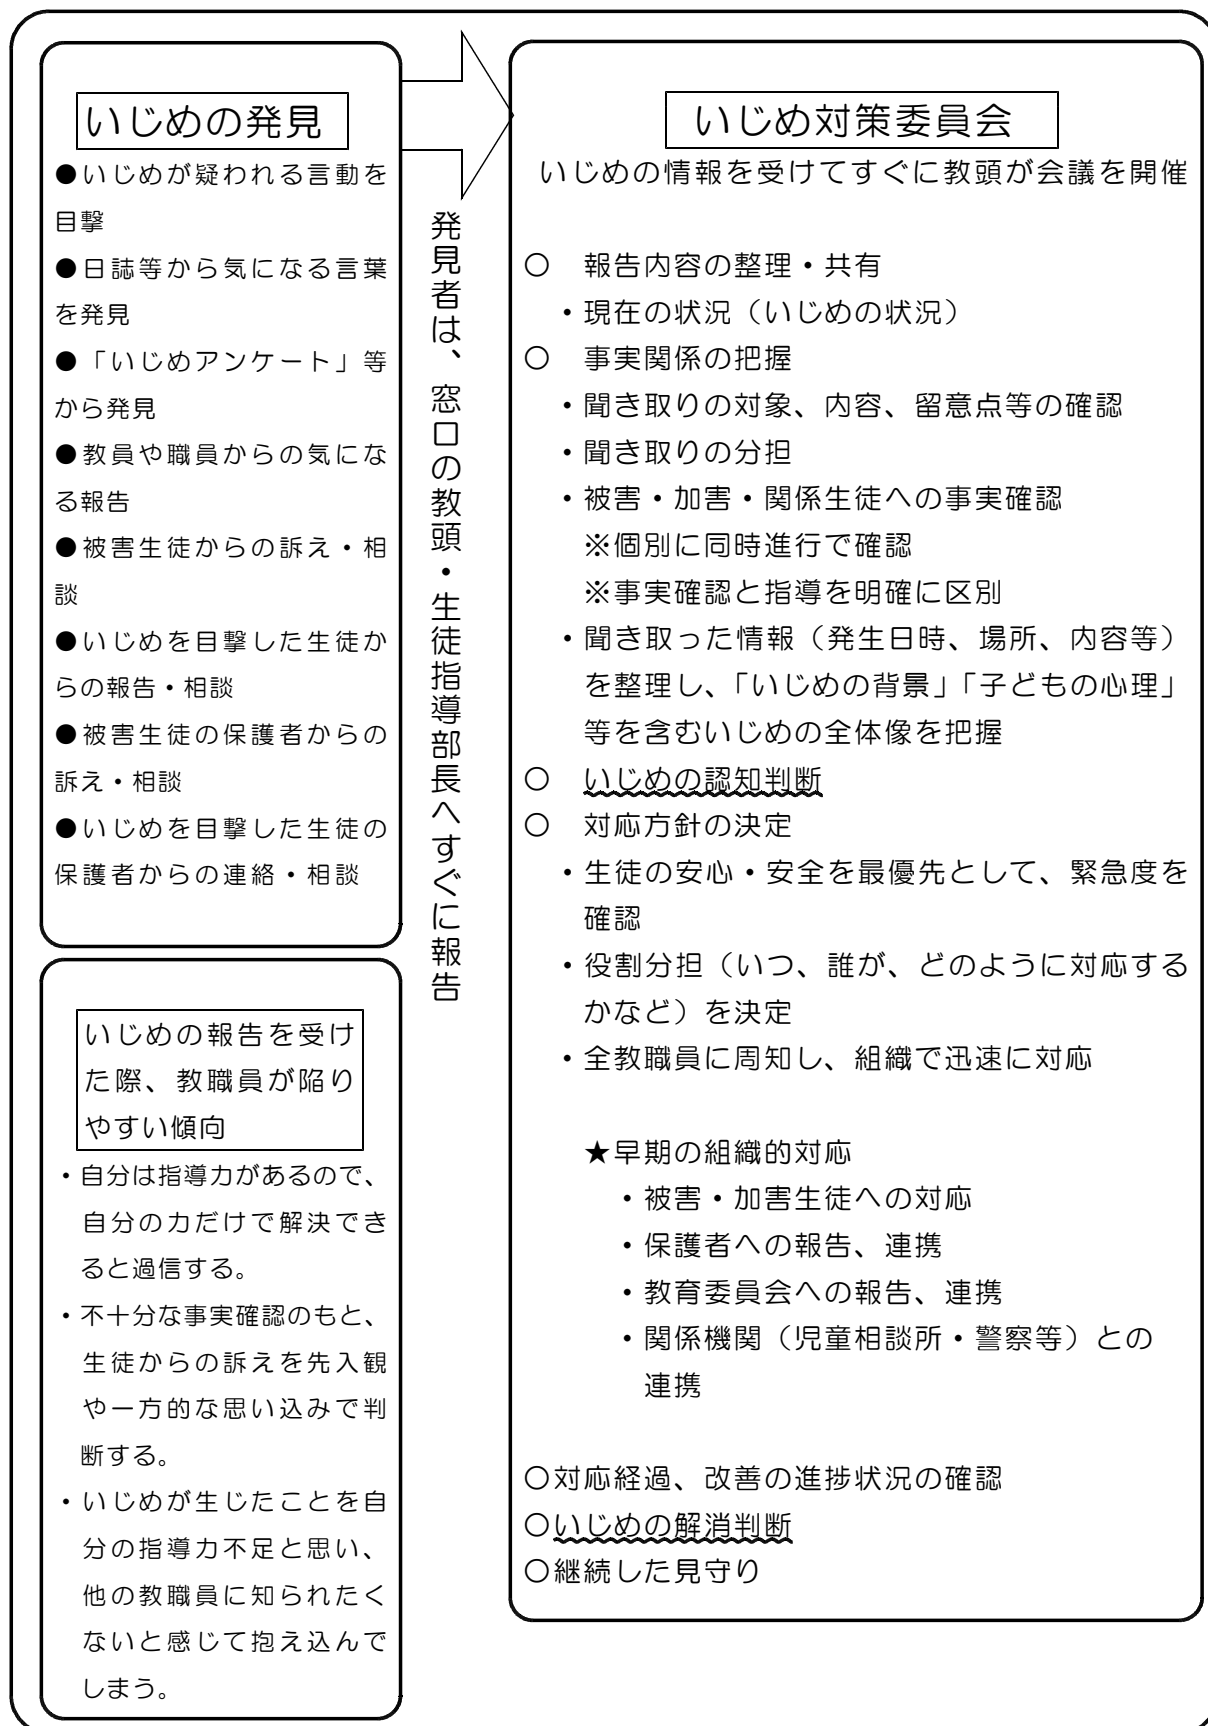 いじめの発見
●いじめが疑われる言動を
目撃
●日誌等から気になる言葉
を発見
●「いじめアンケート」等
から発見
●教員や職員からの気にな
る報告
●被害生徒からの訴え・相
談
●いじめを目撃した生徒か
らの報告・相談
●被害生徒の保護者からの
訴え・相談
●いじめを目撃した生徒の
保護者からの連絡・相談
いじめの報告を受け
た際、教職員が陥り
やすい傾向
・自分は指導力があるので、
自分の力だけで解決でき
ると過信する。
・不十分な事実確認のもと、
生徒からの訴えを先入観
や一方的な思い込みで判
断する。
・いじめが生じたことを自
分の指導力不足と思い、
他の教職員に知られたく
ないと感じて抱え込んで
しまう。
発見者は、窓口の教頭・生徒指導部長へすぐに報告
いじめ対策委員会
いじめの情報を受けてすぐに教頭が会議を開催
○ 報告内容の整理・共有
・現在の状況（いじめの状況）
○ 事実関係の把握
・聞き取りの対象、内容、留意点等の確認
・聞き取りの分担
・被害・加害・関係生徒への事実確認
※個別に同時進行で確認
※事実確認と指導を明確に区別
・聞き取った情報（発生日時、場所、内容等）
を整理し、「いじめの背景」「子どもの心理」
等を含むいじめの全体像を把握
○ いじめの認知判断
○ 対応方針の決定
・生徒の安心・安全を最優先として、緊急度を
確認
・役割分担（いつ、誰が、どのように対応する
かなど）を決定
・全教職員に周知し、組織で迅速に対応
★早期の組織的対応
・被害・加害生徒への対応
・保護者への報告、連携
・教育委員会への報告、連携
・関係機関（児童相談所・警察等）との
連携
○対応経過、改善の進捗状況の確認
○いじめの解消判断
○継続した見守り